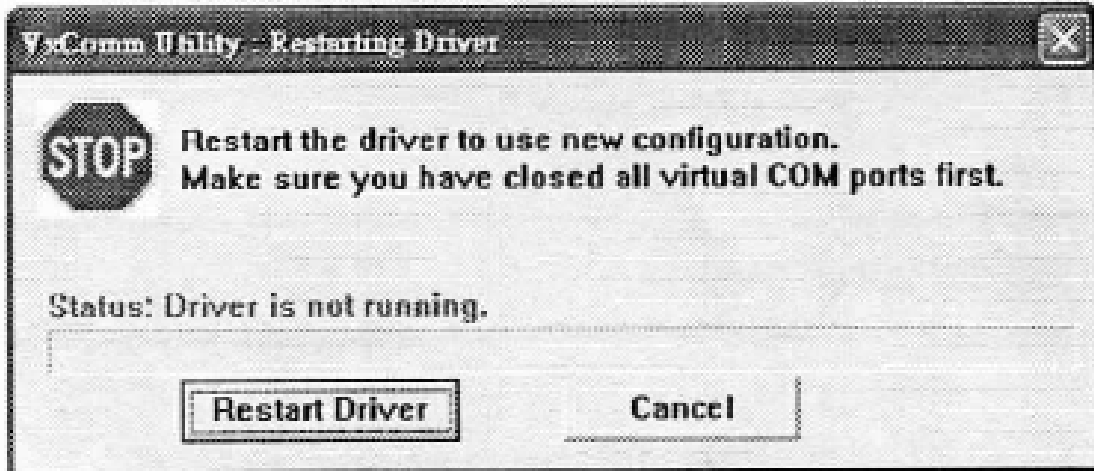 VxComm Utility : Restarting Driver
STOP
Restart the driver to use new configuration.
Make sure you have closed all virtual COM ports first.
Status: Driver is not running.
Restart Driver
Cancel